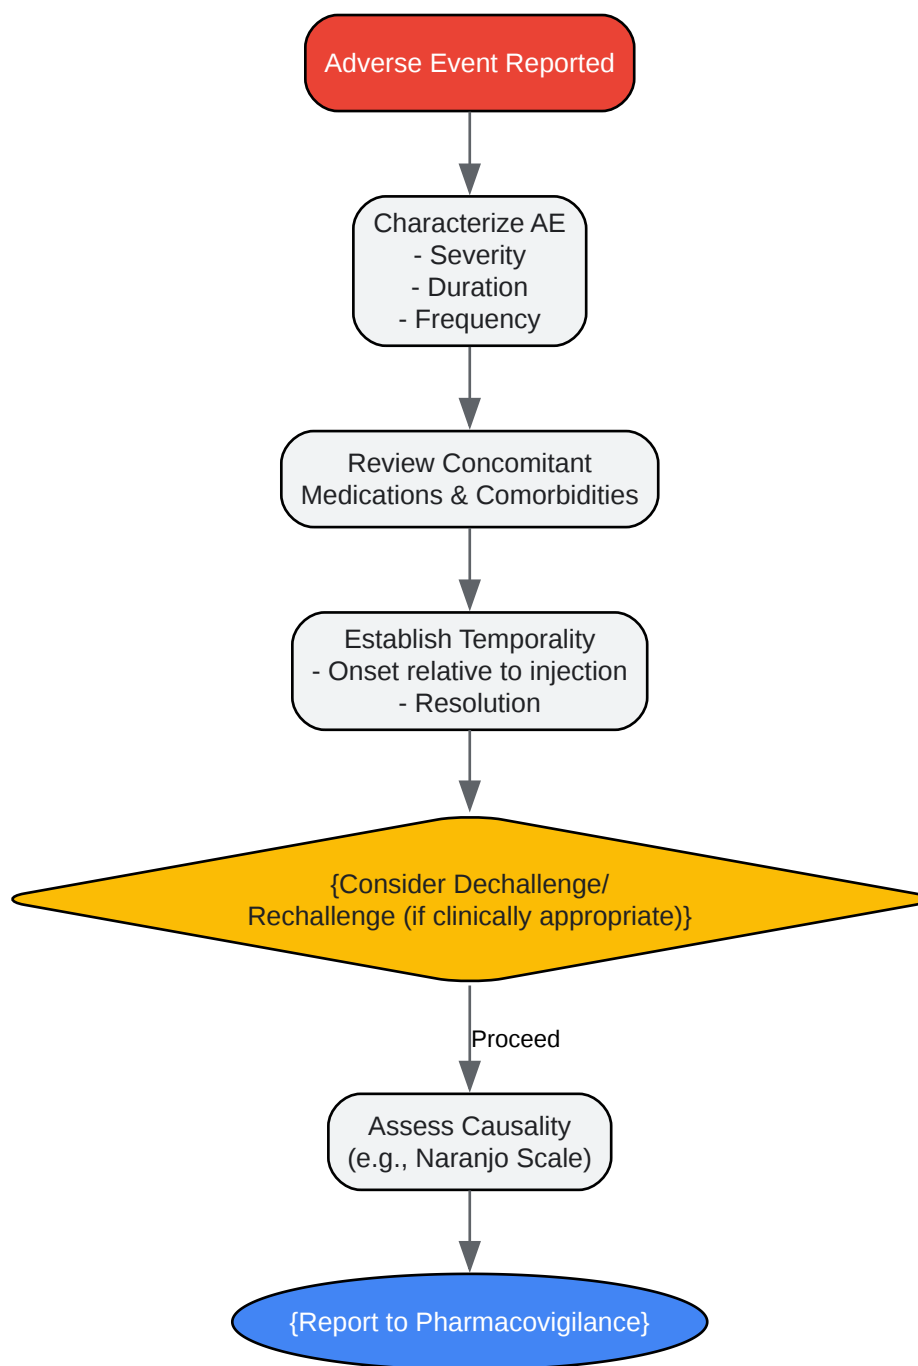 Adverse Event Reported
Characterize AE
- Severity
- Duration
- Frequency
Review Concomitant
Medications & Comorbidities
Establish Temporality
- Onset relative to injection
- Resolution
{Consider Dechallenge/
Rechallenge (if clinically appropriate)}
Proceed
Assess Causality
(e.g., Naranjo Scale)
{Report to Pharmacovigilance}